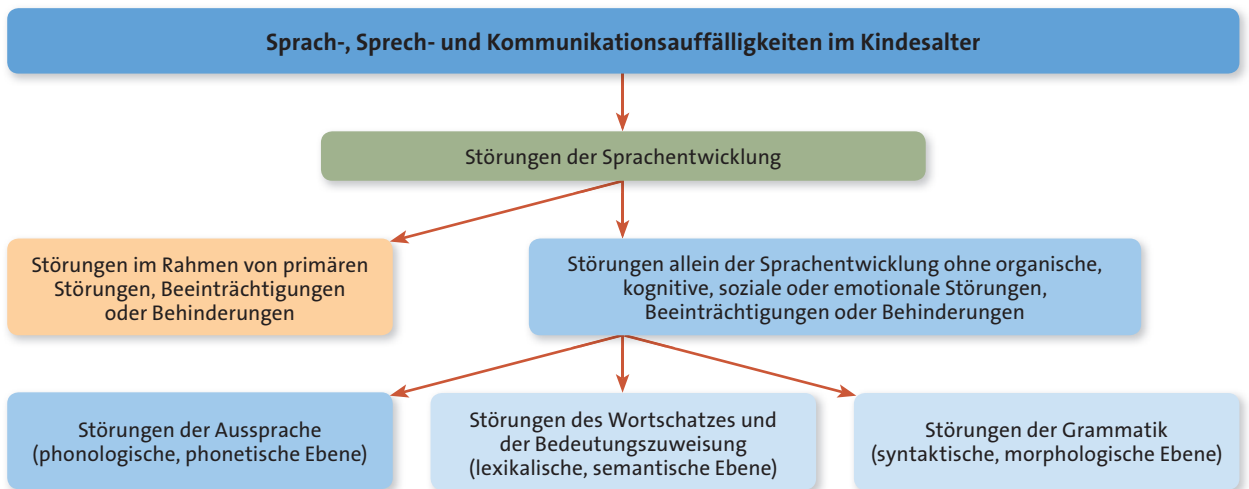 Sprach-, Sprech- und Kommunikationsauffälligkeiten im Kindesalter
Störungen der Sprachentwicklung
Störungen im Rahmen von primären
Störungen, Beeinträchtigungen
oder Behinderungen
Störungen allein der Sprachentwicklung ohne organische,
kognitive, soziale oder emotionale Störungen,
Beeinträchtigungen oder Behinderungen
Störungen der Aussprache
(phonologische, phonetische Ebene)
Störungen des Wortschatzes und
der Bedeutungszuweisung
(lexikalische, semantische Ebene)
Störungen der Grammatik
(syntaktische, morphologische Ebene)